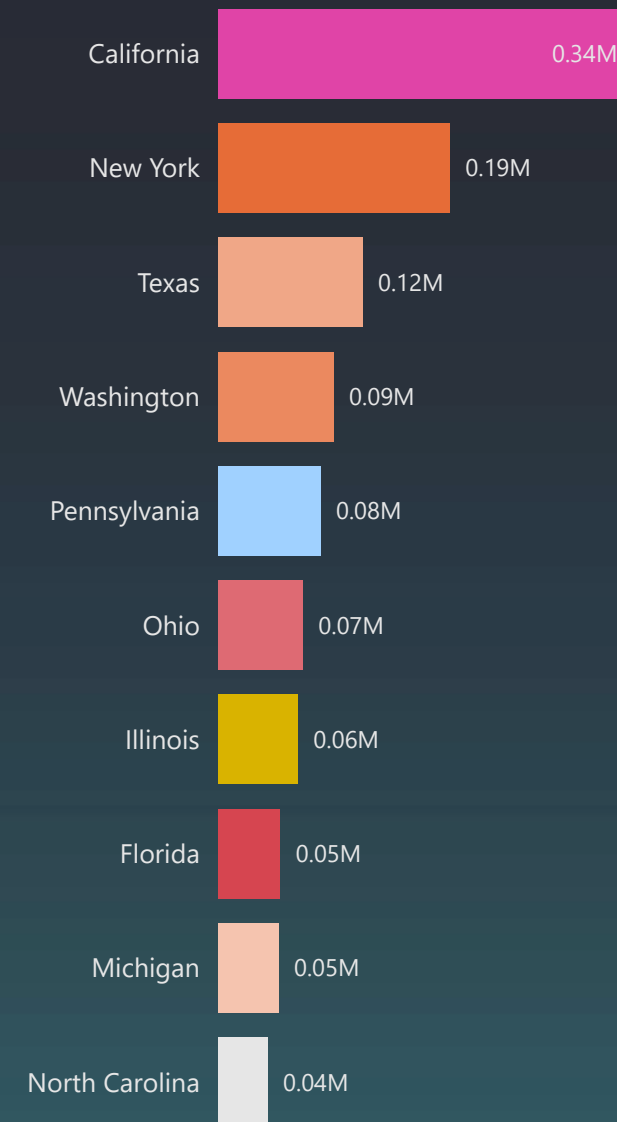 California 0.34M
New York 0.19M
Texas 0.12M
Washington 0.09M
Pennsylvania 0.08M
Ohio 0.07M
Illinois 0.06M
Florida 0.05M
Michigan 0.05M
North Carolina 0.04M